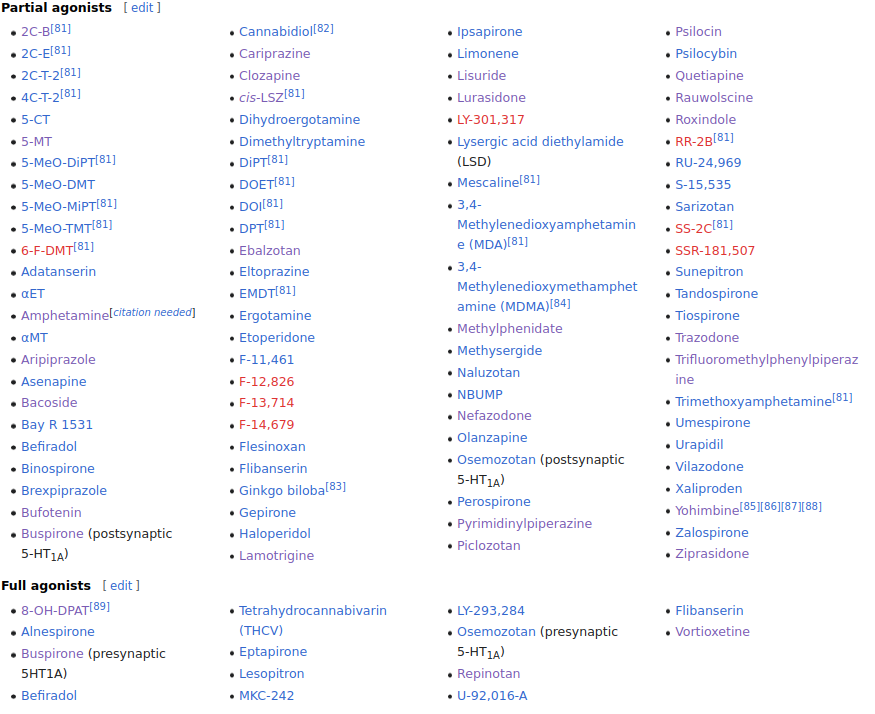 Partial agonists [ edit ]
2C-B[81]
2C-E[81]
2C-T-2[81]
4C-T-2[81]
5-CT
5-MT
5-MeO-DiPT[81]
5-MeO-DMT
5-MeO-MiPT[81]
5-MeO-TMT[81]
6-F-DMT[81]
Adatanserin
αET
Amphetamine[citation needed]
αMT
Aripiprazole
Asenapine
Bacoside
Bay R 1531
Befiradol
Binospirone
Brexpiprazole
Bufotenin
Buspirone (postsynaptic
5-HT1A)
Cannabidiol[82]
Cariprazine
Clozapine
cis-LSZ[81]
Dihydroergotamine
Dimethyltryptamine
DiPT[81]
DOET[81]
DOI[81]
DPT[81]
Ebalzotan
Eltoprazine
EMDT[81]
Ergotamine
Etoperidone
F-11,461
F-12,826
F-13,714
F-14,679
Flesinoxan
Flibanserin
Ginkgo biloba[83]
Gepirone
Haloperidol
Lamotrigine
Ipsapirone
Limonene
Lisuride
Lurasidone
LY-301,317
Lysergic acid diethylamide
(LSD)
Mescaline[81]
3,4-
Methylenedioxyamphetamin
e (MDA)[81]
3,4-
Methylenedioxymethamphet
amine (MDMA)[84]
Methylphenidate
Methysergide
Naluzotan
NBUMP
Nefazodone
Olanzapine
Osemozotan (postsynaptic
5-HT1A)
Perospirone
Pyrimidinylpiperazine
Piclozotan
Psilocin
Psilocybin
Quetiapine
Rauwolscine
Roxindole
RR-2B[81]
RU-24,969
S-15,535
Sarizotan
SS-2C[81]
SSR-181,507
Sunepitron
Tandospirone
Tiospirone
Trazodone
Trifluoromethylphenylpiperaz
ine
Trimethoxyamphetamine[81]
Umespirone
Urapidil
Vilazodone
Xaliproden
Yohimbine[85][86][87][88]
Zalospirone
Ziprasidone
Full agonists [ edit ]
8-OH-DPAT[89]
Alnespirone
Buspirone (presynaptic
5HT1A)
Befiradol
Tetrahydrocannabivarin
(THCV)
Eptapirone
Lesopitron
MKC-242
LY-293,284
Osemozotan (presynaptic
5-HT1A)
Repinotan
U-92,016-A
Flibanserin
Vortioxetine